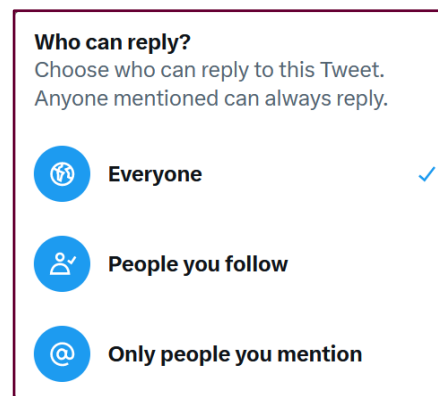 Who can reply?
Choose who can reply to this Tweet.
Anyone mentioned can always reply.
Everyone
People you follow
@ Only people you mention